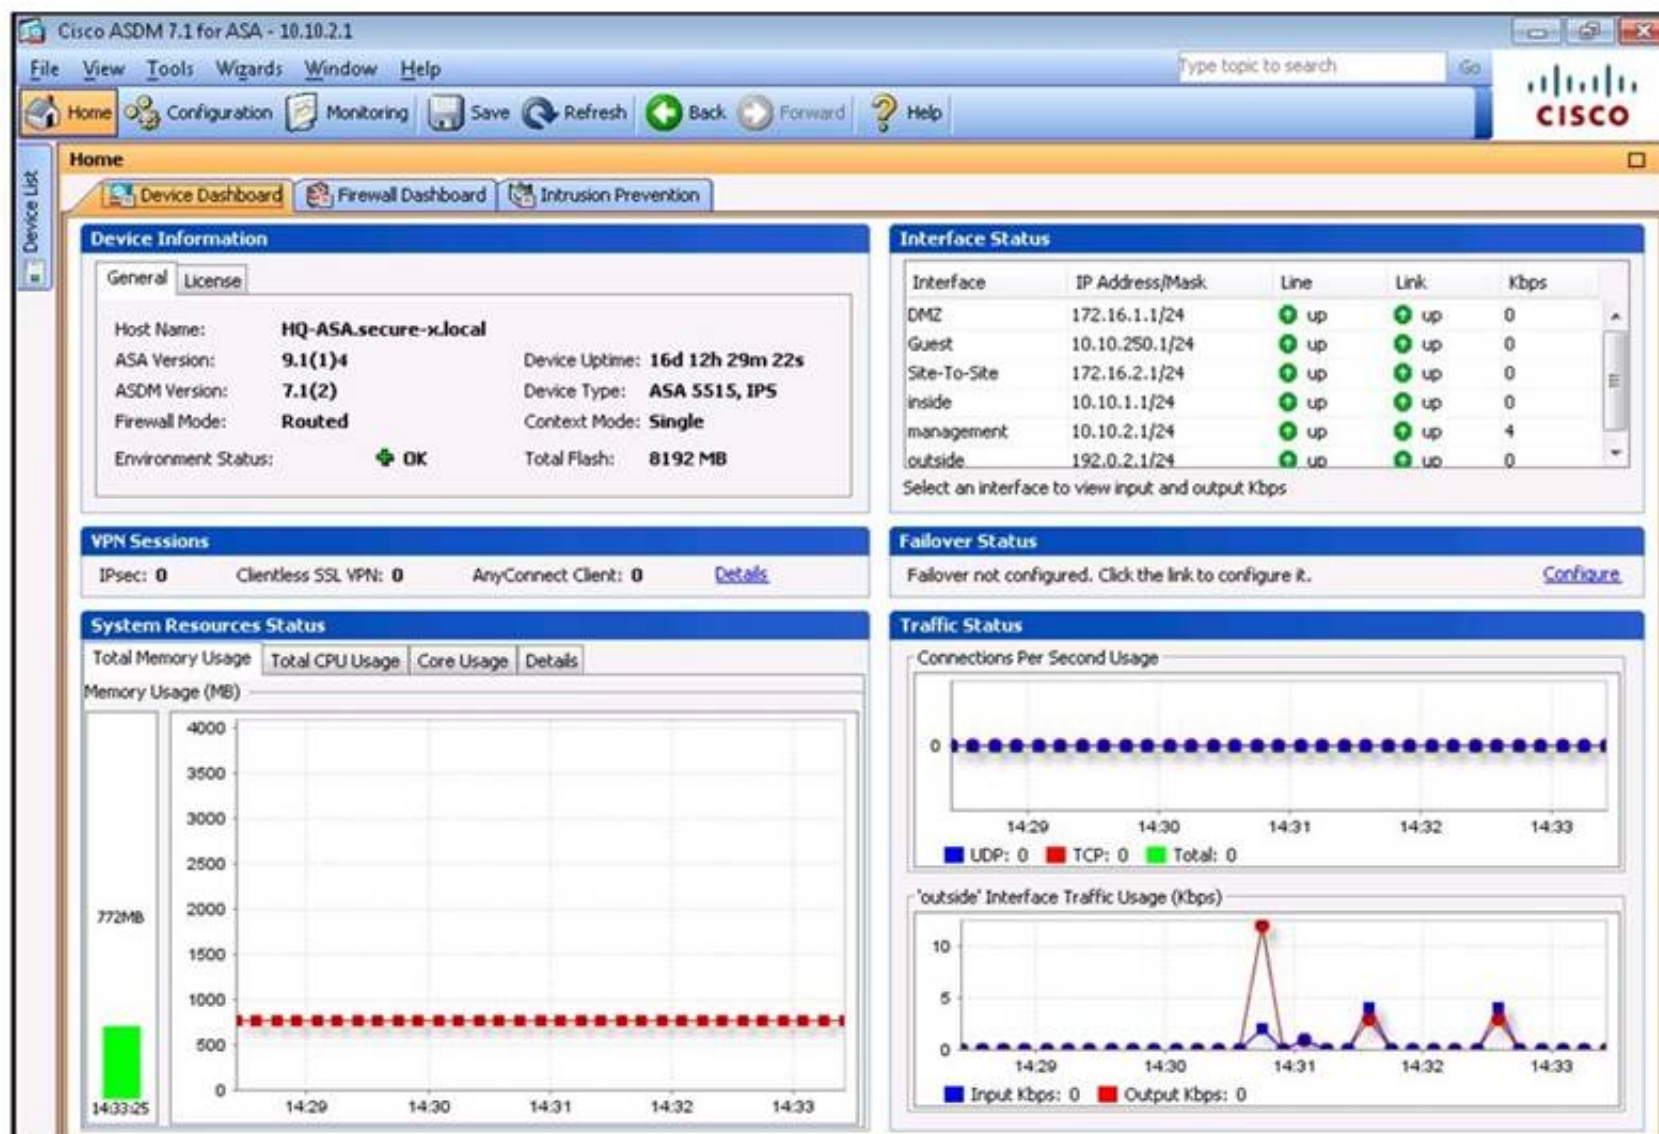 Cisco ASDM 7.1 for ASA - 10.10.2.1
File View Tools Wizards Window Help
Type topic to search Go
CISCO
Home Configuration Monitoring Save Refresh Back Forward Help
Device List
Home
Device Dashboard Firewall Dashboard Intrusion Prevention
Device Information
General License
Host Name: HQ-ASA.secure-x.local
ASA Version: 9.1(1)4 Device Uptime: 16d 12h 29m 22s
ASDM Version: 7.1(2) Device Type: ASA 5515, IPS
Firewall Mode: Routed Context Mode: Single
Environment Status: OK Total Flash: 8192 MB
Interface Status
Interface IP Address/Mask Line Link Kbps
DMZ 172.16.1.1/24 up up 0
Guest 10.10.250.1/24 up up 0
Site-To-Site 172.16.2.1/24 up up 0
inside 10.10.1.1/24 up up 0
management 10.10.2.1/24 up up 4
outside 192.0.2.1/24 up up 0
Select an interface to view input and output Kbps
VPN Sessions
IPsec: 0 Clientless SSL VPN: 0 AnyConnect Client: 0 Details
Failover Status
Failover not configured. Click the link to configure it. Configure
System Resources Status
Total Memory Usage Total CPU Usage Core Usage Details
Memory Usage (MB)
772MB
14:33:25
4000
3500
3000
2500
2000
1500
1000
500
0
14:29 14:30 14:31 14:32 14:33
Traffic Status
Connections Per Second Usage
0
14:29 14:30 14:31 14:32 14:33
UDP: 0 TCP: 0 Total: 0
'outside' Interface Traffic Usage (Kbps)
10
5
0
14:29 14:30 14:31 14:32 14:33
Input Kbps: 0 Output Kbps: 0